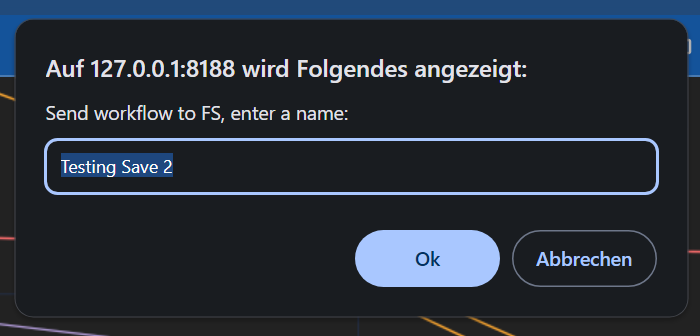 Auf 127.0.0.1:8188 wird Folgendes angezeigt:
Send workflow to FS, enter a name:
Testing Save 2
Ok
Abbrechen